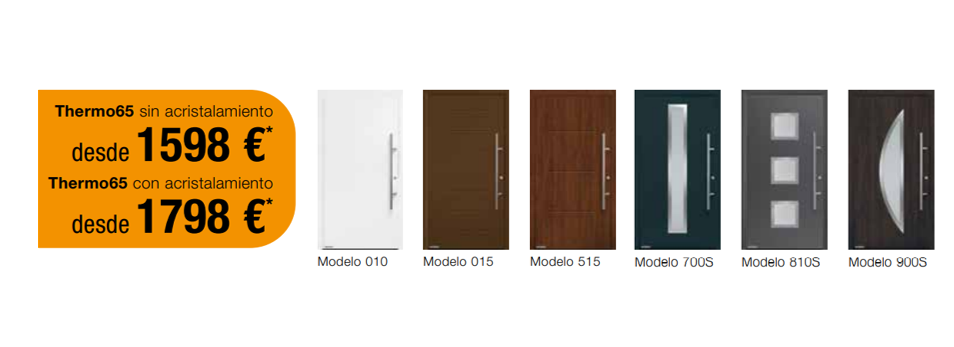 Thermo65 sin acristalamiento
desde 1598 €*
Thermo65 con acristalamiento
desde 1798 €*
Modelo 010
Modelo 015
Modelo 515
Modelo 700S
Modelo 810S
Modelo 900S